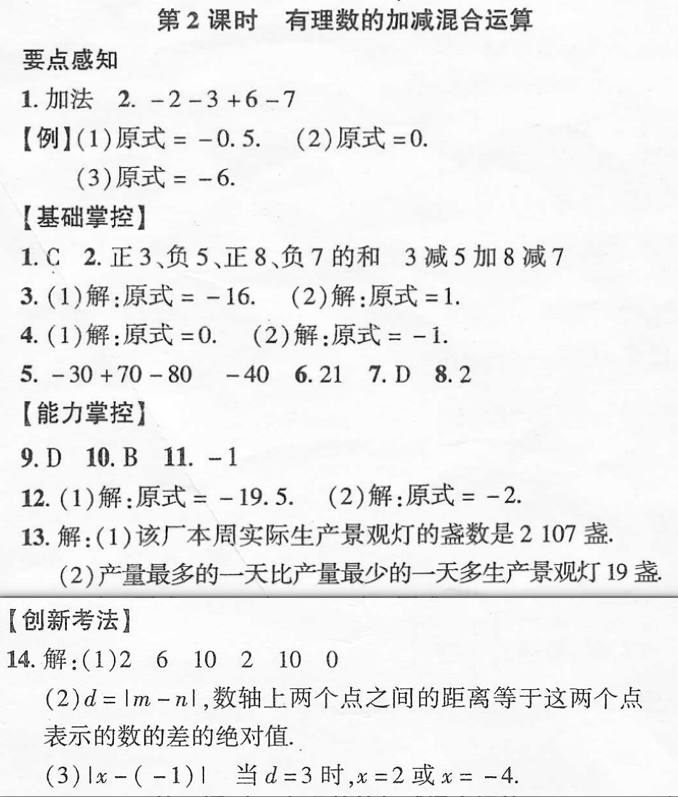 第2课时 有理数的加减混合运算
要点感知
1. 加法 2. -2-3+6-7
【例】(1)原式=-0.5. (2)原式=0.
(3)原式=-6.
【基础掌控】
1. C 2. 正3、负5、正8、负7的和 3减5加8减7
3. (1)解:原式=-16. (2)解:原式=1.
4. (1)解:原式=0. (2)解:原式=-1.
5. -30+70-80 -40 6. 21 7. D 8. 2
【能力掌控】
9. D 10. B 11. -1
12. (1)解:原式=-19.5. (2)解:原式=-2.
13. 解:(1)该厂本周实际生产景观灯的盏数是2 107盏.
(2)产量最多的一天比产量最少的一天多生产景观灯19盏.
【创新考法】
14. 解:(1)2 6 10 2 10 0
(2)d=|m-n|,数轴上两个点之间的距离等于这两个点
表示的数的差的绝对值.
(3)|x-(-1)| 当d=3时,x=2或x=-4.